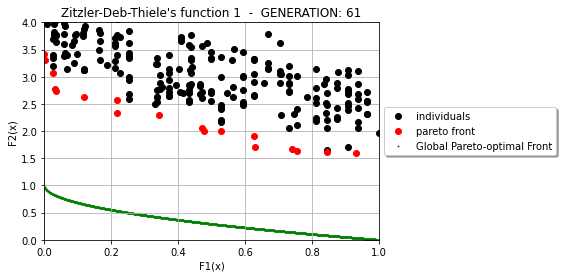 Zitzler-Deb-Thiele's function 1 - GENERATION: 61
4.0
3.5
3.0
2.5
2.0
1.5
1.0
0.5
0.0
F2(x)
0.0 0.2 0.4 0.6 0.8 1.0
F1(x)
individuals
pareto front
Global Pareto-optimal Front